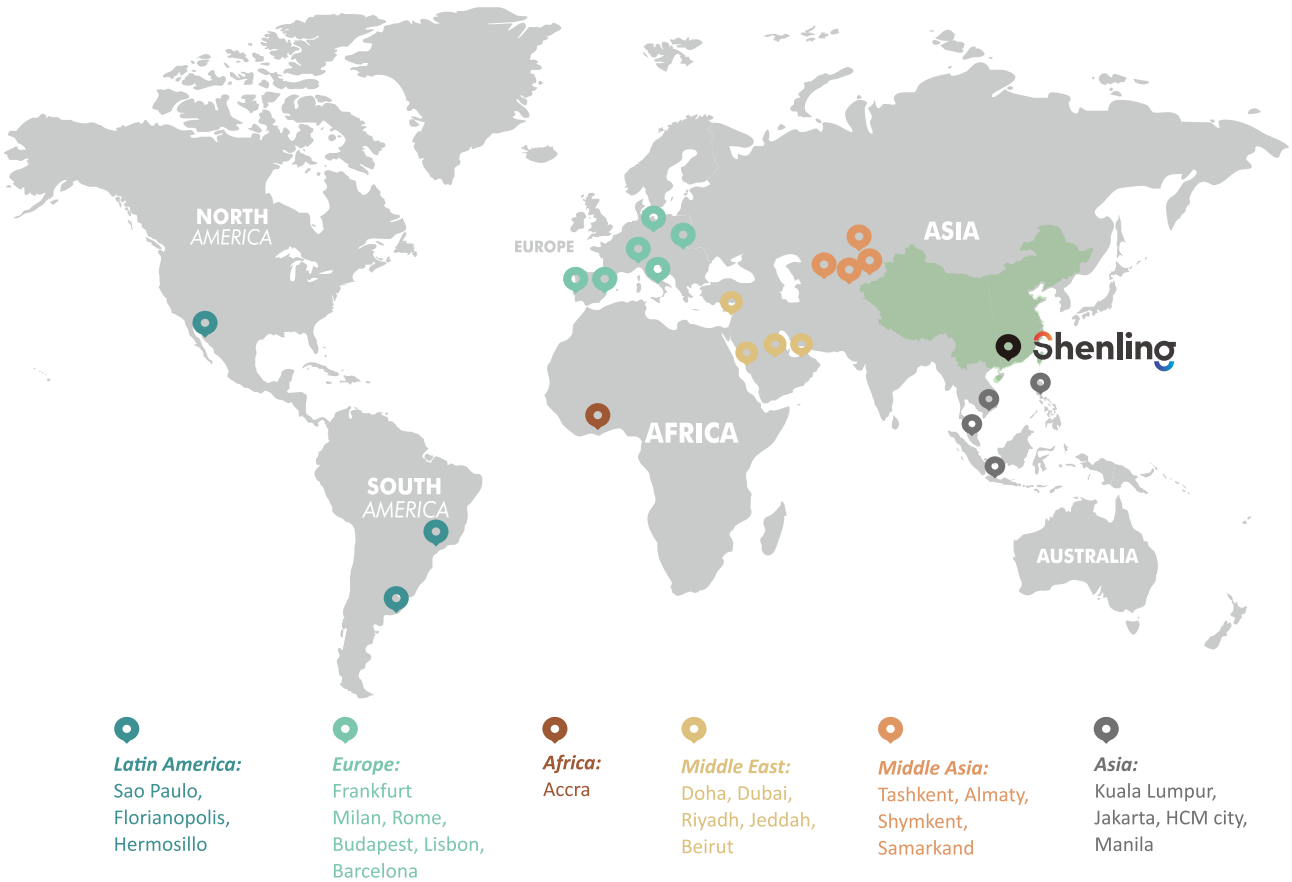 NORTH
AMERICA
EUROPE
ASIA
Shenling
AFRICA
SOUTH
AMERICA
AUSTRALIA
Latin America:
Sao Paulo,
Florianopolis,
Hermosillo
Europe:
Frankfurt
Milan, Rome,
Budapest, Lisbon,
Barcelona
Africa:
Accra
Middle East:
Doha, Dubai,
Riyadh, Jeddah,
Beirut
Middle Asia:
Tashkent, Almaty,
Shymkent,
Samarkand
Asia:
Kuala Lumpur,
Jakarta, HCM city,
Manila